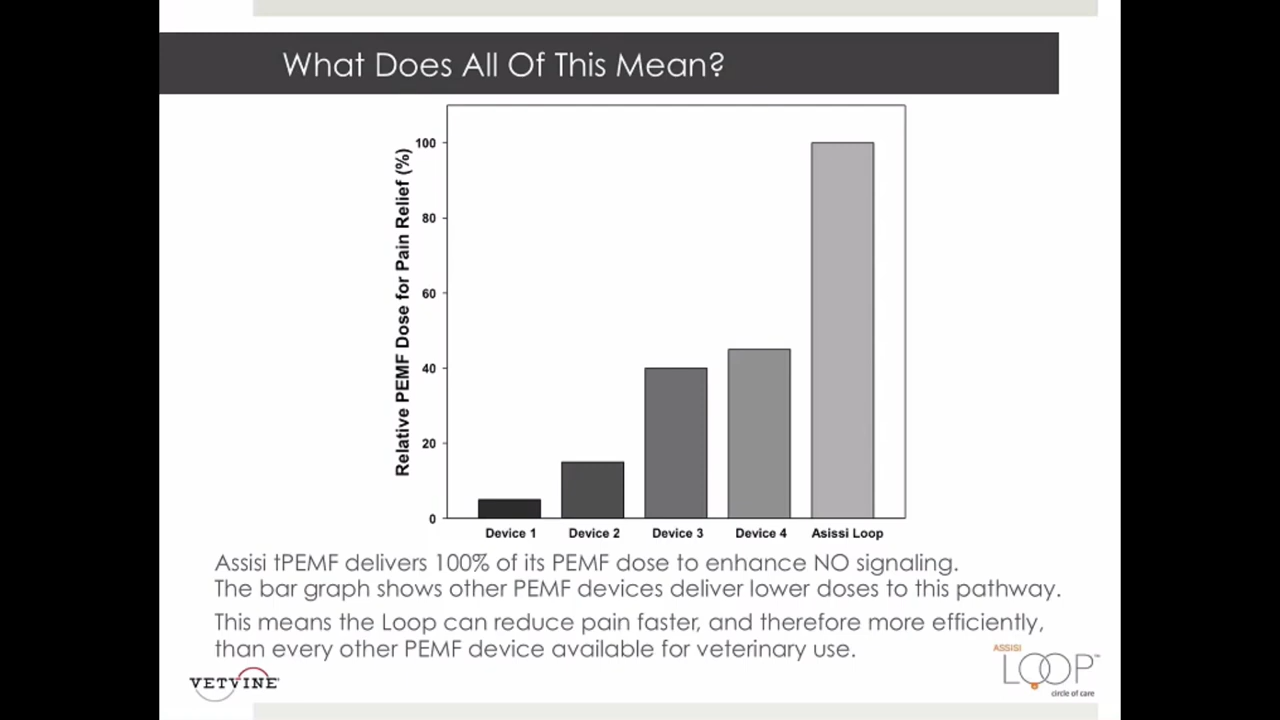 What Does All Of This Mean?
Relative PEMF Dose for Pain Relief (%)
100
80
60
40
20
0
Device 1 Device 2 Device 3 Device 4 Asissi Loop
Assisi tPEMF delivers 100% of its PEMF dose to enhance NO signaling.
The bar graph shows other PEMF devices deliver lower doses to this pathway.
This means the Loop can reduce pain faster, and therefore more efficiently,
than every other PEMF device available for veterinary use.
VETVINE
ASSISI
LOOP™
circle of care